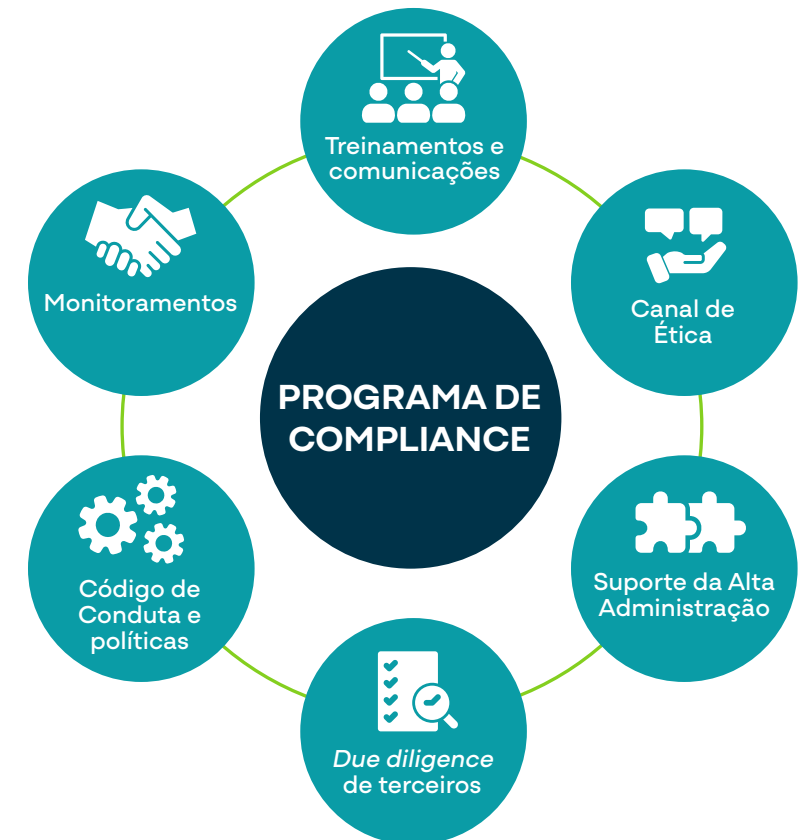 Treinamentos e
comunicações
Canal de
Ética
Suporte da Alta
Administração
Due diligence
de terceiros
Código de
Conduta e
políticas
Monitoramentos
PROGRAMA DE
COMPLIANCE